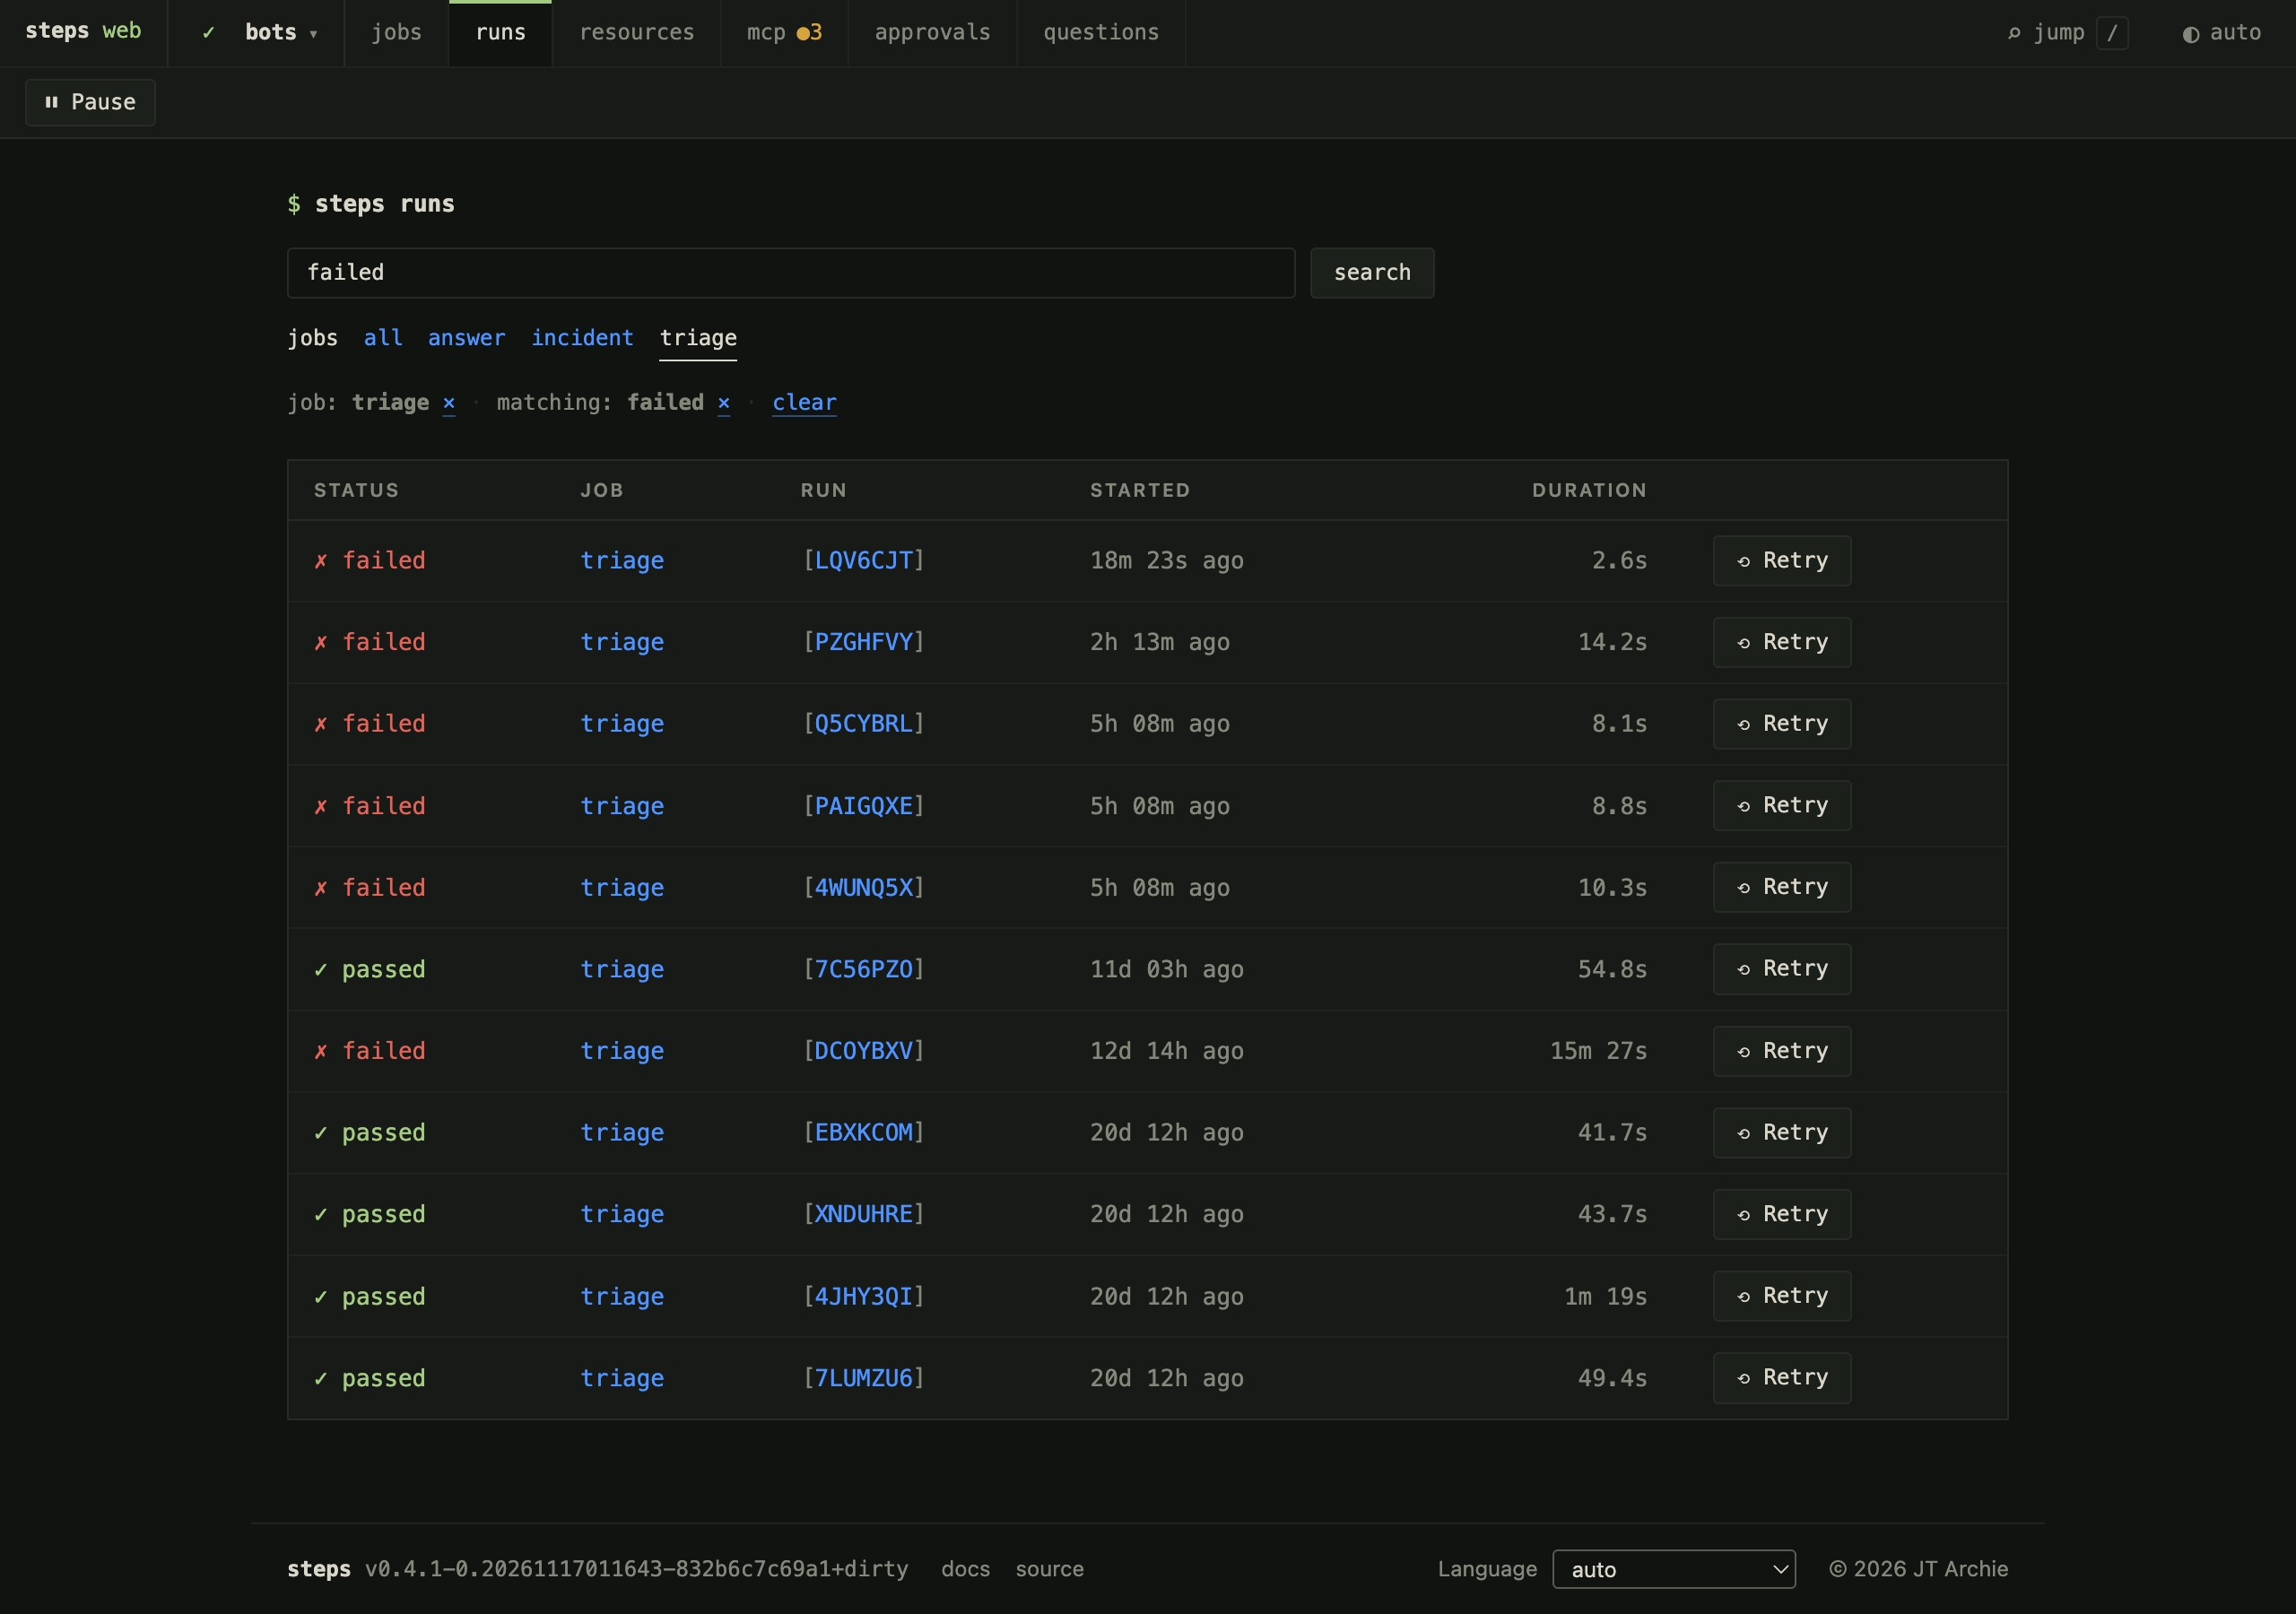 steps web ✓ bots ▾ jobs runs resources mcp ●3 approvals questions ⌕ jump / ◐ auto
⏸ Pause
$ steps runs
failed search
jobs all answer incident triage
job: triage × · matching: failed × · clear
STATUS JOB RUN STARTED DURATION
✗ failed triage [LQV6CJT] 18m 23s ago 2.6s ⟲ Retry
✗ failed triage [PZGHFVY] 2h 13m ago 14.2s ⟲ Retry
✗ failed triage [Q5CYBRL] 5h 08m ago 8.1s ⟲ Retry
✗ failed triage [PAIGQXE] 5h 08m ago 8.8s ⟲ Retry
✗ failed triage [4WUNQ5X] 5h 08m ago 10.3s ⟲ Retry
✓ passed triage [7C56PZO] 11d 03h ago 54.8s ⟲ Retry
✗ failed triage [DCOYBXV] 12d 14h ago 15m 27s ⟲ Retry
✓ passed triage [EBXKCOM] 20d 12h ago 41.7s ⟲ Retry
✓ passed triage [XNDUHRE] 20d 12h ago 43.7s ⟲ Retry
✓ passed triage [4JHY3QI] 20d 12h ago 1m 19s ⟲ Retry
✓ passed triage [7LUMZU6] 20d 12h ago 49.4s ⟲ Retry
steps v0.4.1-0.20261117011643-832b6c7c69a1+dirty docs source Language auto © 2026 JT Archie